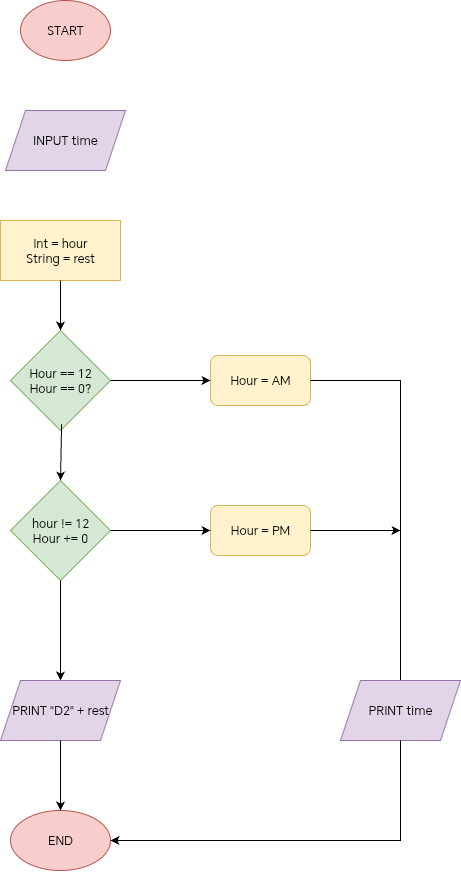 START
INPUT time
Int = hour
String = rest
Hour == 12
Hour == 0?
Hour = AM
hour != 12
Hour += 0
Hour = PM
PRINT "D2" + rest
PRINT time
END